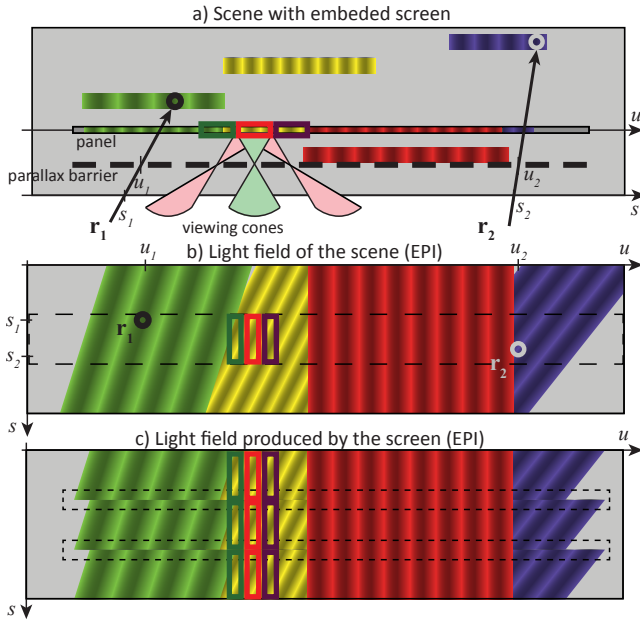 a) Scene with embeded screen
u
panel
parallax barrier
u1
u2
s1
s2
s
r1
r2
viewing cones
b) Light field of the scene (EPI)
u1
u2
u
s1
r1
s2
r2
s
c) Light field produced by the screen (EPI)
u
s